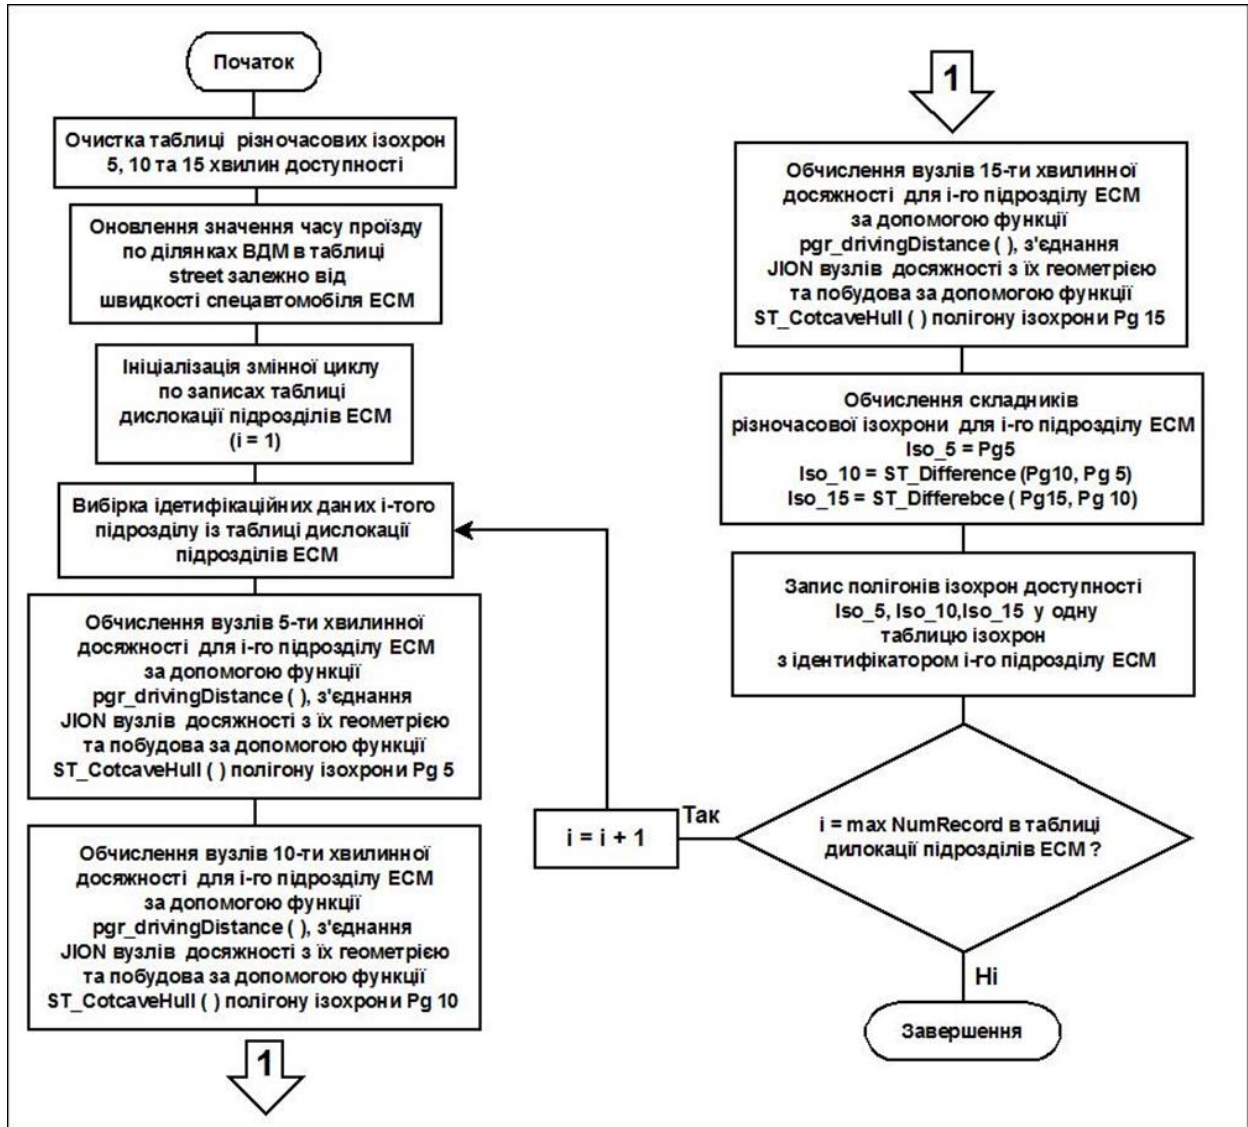 Початок
Очистка таблиці різночасових ізохрон
5, 10 та 15 хвилин доступності
Оновлення значення часу проїзду
по ділянках ВДМ в таблиці
street залежно від
швидкості спецавтомобіля ЕСМ
Ініціалізація змінної циклу
по записах таблиці
дислокації підрозділів ЕСМ
(i = 1)
Вибірка ідетифікаційних даних і-того
підрозділу із таблиці дислокації
підрозділів ЕСМ
Обчислення вузлів 5-ти хвилинної
досяжності для і-го підрозділу ЕСМ
за допомогою функції
pgr_drivingDistance ( ), з'єднання
JION вузлів досяжності з їх геометрією
та побудова за допомогою функції
ST_CotcaveHull ( ) полігону ізохрони Pg 5
Обчислення вузлів 10-ти хвилинної
досяжності для і-го підрозділу ЕСМ
за допомогою функції
pgr_drivingDistance ( ), з'єднання
JION вузлів досяжності з їх геометрією
та побудова за допомогою функції
ST_CotcaveHull ( ) полігону ізохрони Pg 10
1
1
Обчислення вузлів 15-ти хвилинної
досяжності для і-го підрозділу ЕСМ
за допомогою функції
pgr_drivingDistance ( ), з'єднання
JION вузлів досяжності з їх геометрією
та побудова за допомогою функції
ST_CotcaveHull ( ) полігону ізохрони Pg 15
Обчислення складників
різночасової ізохрони для і-го підрозділу ЕСМ
Iso_5 = Pg5
Iso_10 = ST_Difference (Pg10, Pg 5)
Iso_15 = ST_Differebce ( Pg15, Pg 10)
Запис полігонів ізохрон доступності
Iso_5, Iso_10,Iso_15 у одну
таблицю ізохрон
з ідентифікатором і-го підрозділу ЕСМ
i = max NumRecord в таблиці
дилокації підрозділів ЕСМ ?
Так
i = i + 1
Ні
Завершення